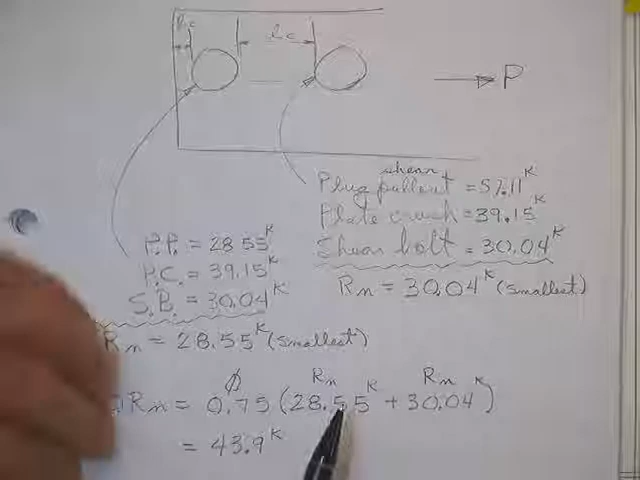 lc
lc
P
shear
Plug pullout = 57.11ᴷ
Plate crush = 39.15ᴷ
Shear bolt = 30.04ᴷ
Rn = 30.04ᴷ (smallest)
P.P. = 28.55ᴷ
P.C. = 39.15ᴷ
S.B. = 30.04ᴷ
Rn = 28.55ᴷ (smallest)
φ Rn Rn
Rn = 0.75 (28.55ᴷ + 30.04ᴷ)
= 43.9ᴷ